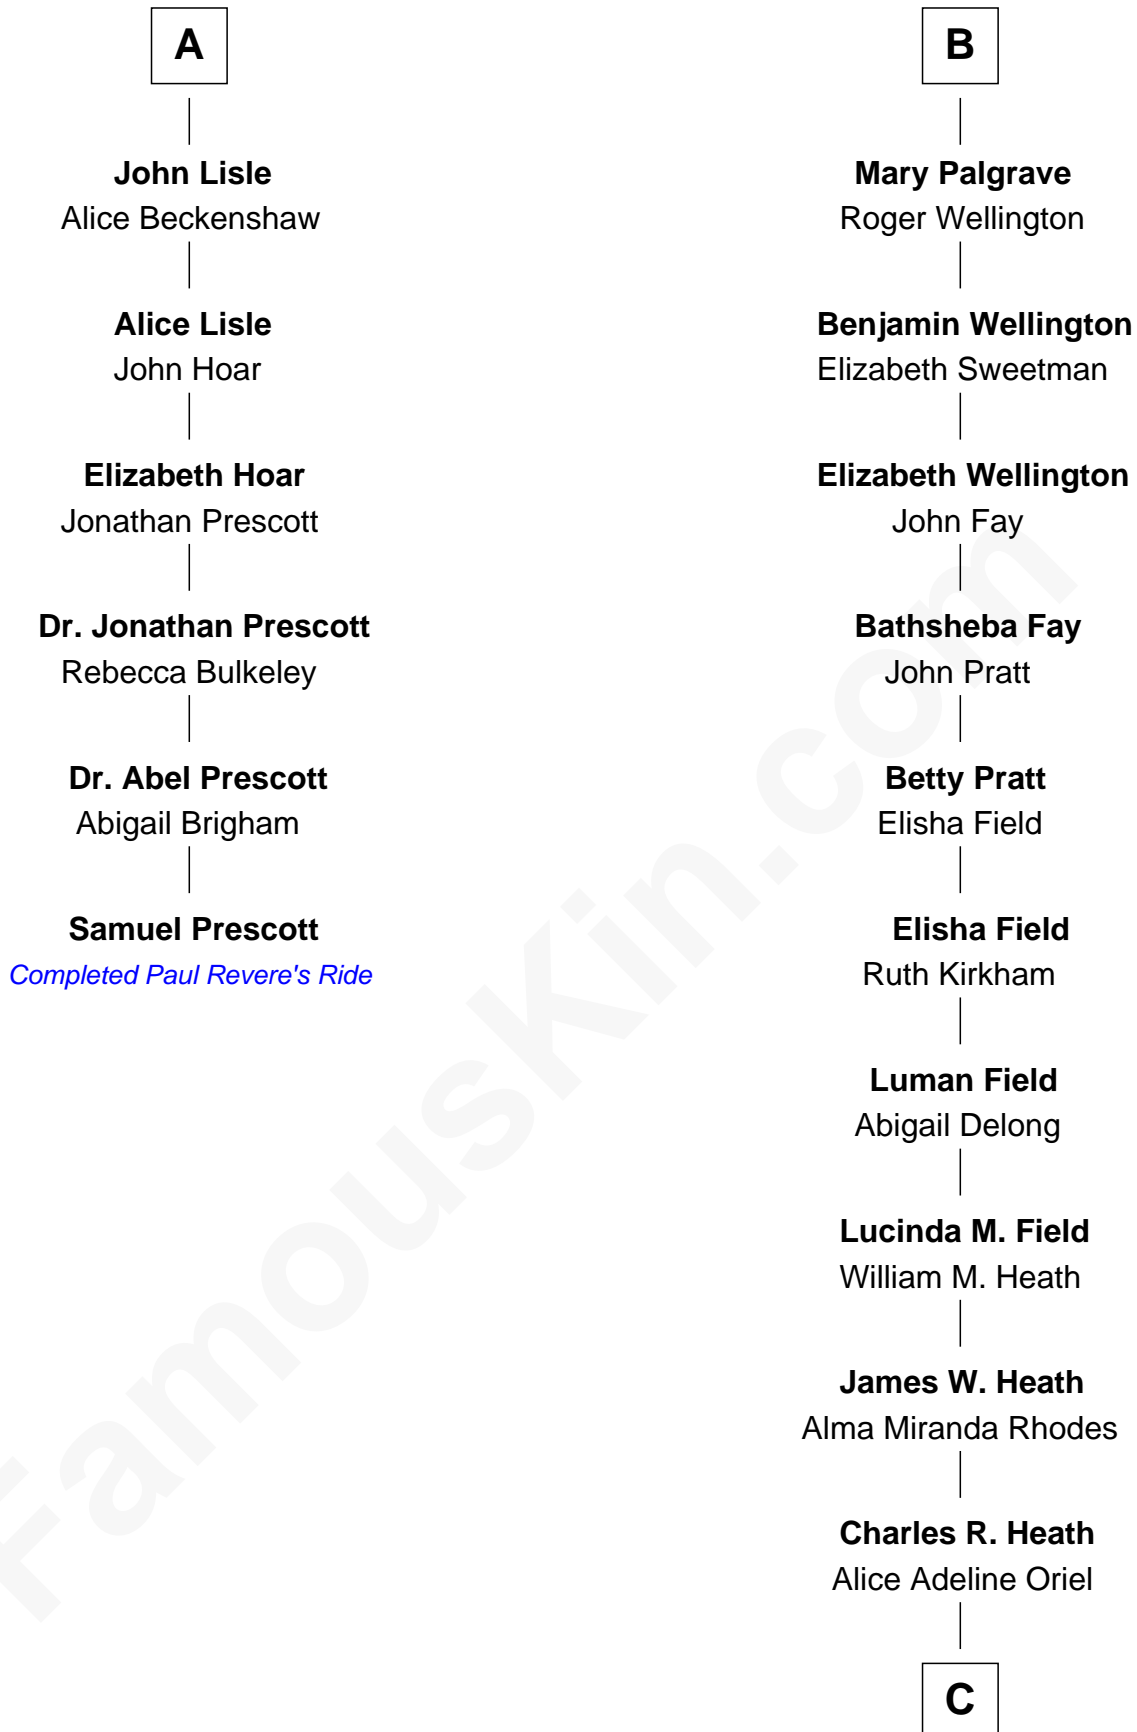 A
John Lisle
Alice Beckenshaw
Alice Lisle
John Hoar
Elizabeth Hoar
Jonathan Prescott
Dr. Jonathan Prescott
Rebecca Bulkeley
Dr. Abel Prescott
Abigail Brigham
Samuel Prescott
Completed Paul Revere's Ride
B
Mary Palgrave
Roger Wellington
Benjamin Wellington
Elizabeth Sweetman
Elizabeth Wellington
John Fay
Bathsheba Fay
John Pratt
Betty Pratt
Elisha Field
Elisha Field
Ruth Kirkham
Luman Field
Abigail Delong
Lucinda M. Field
William M. Heath
James W. Heath
Alma Miranda Rhodes
Charles R. Heath
Alice Adeline Oriel
C
FamousKin.com